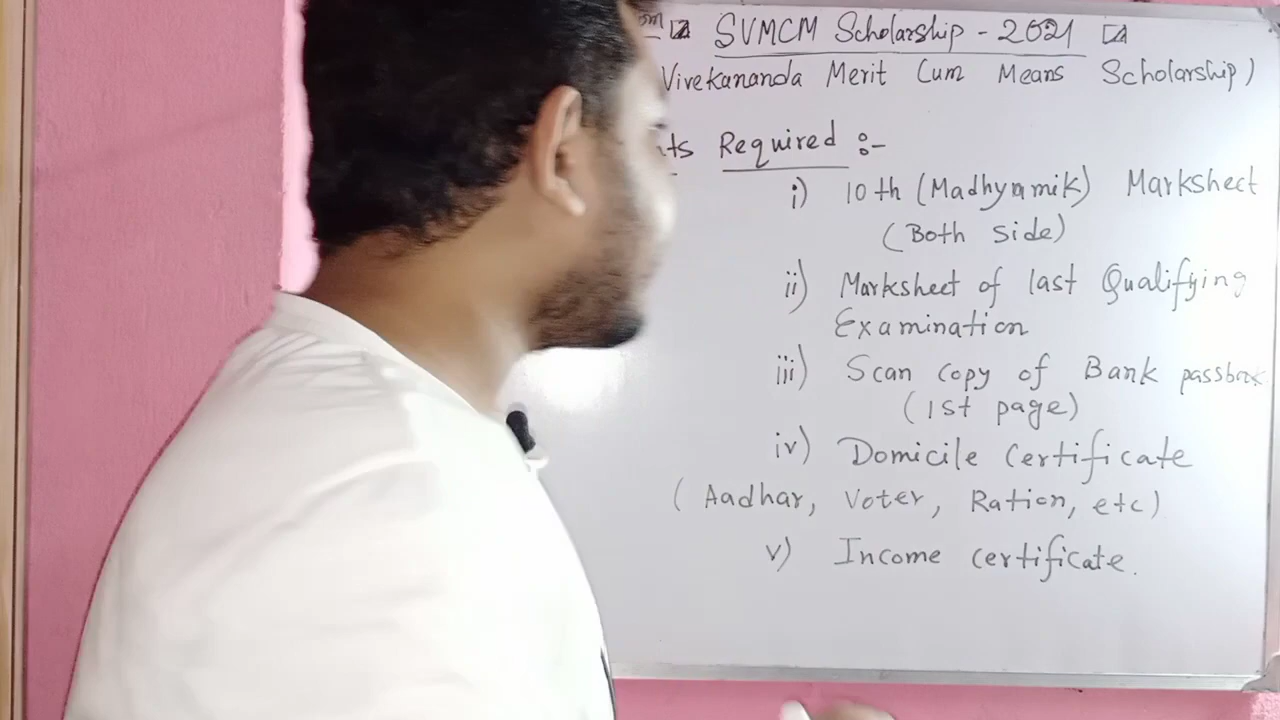 SVMCM Scholarship - 2021
Vivekananda Merit Cum Means Scholarship)
Required :-
i) 10th (Madhyamik) Marksheet
(Both side)
ii) Marksheet of last Qualifying
Examination
iii) Scan copy of Bank passbook
(1st page)
iv) Domicile Certificate
(Aadhar, Voter, Ration, etc)
v) Income certificate.